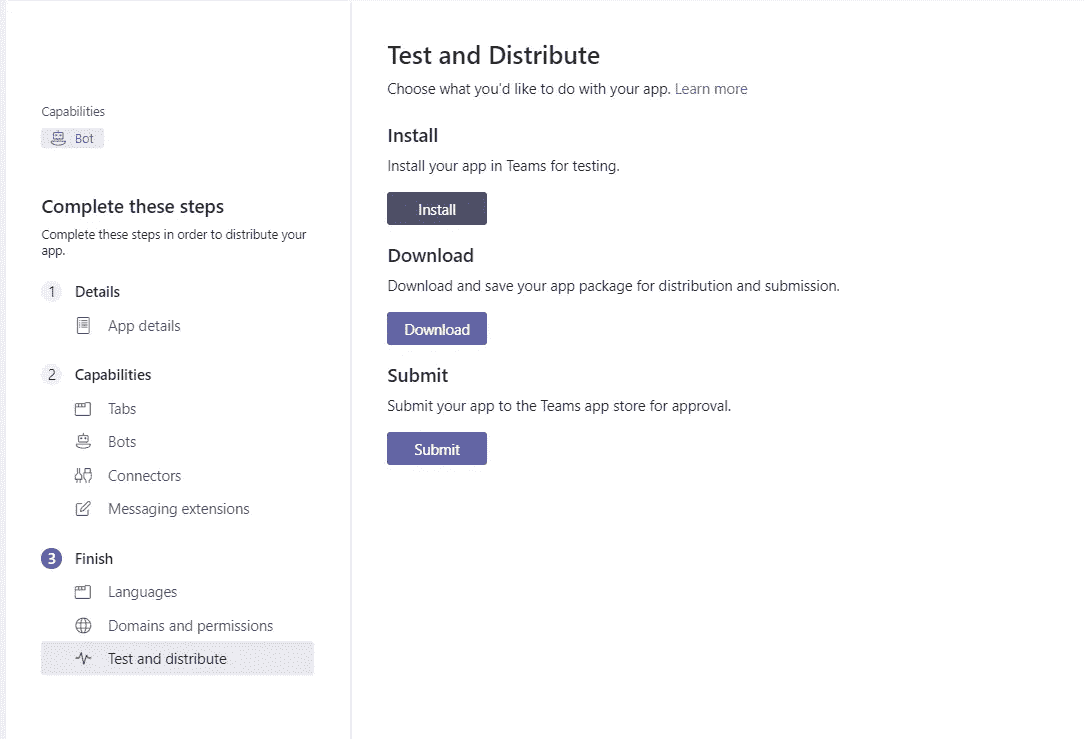 Capabilities
Bot
Complete these steps
Complete these steps in order to distribute your
app.
1 Details
App details
2 Capabilities
Tabs
Bots
Connectors
Messaging extensions
3 Finish
Languages
Domains and permissions
Test and distribute
Test and Distribute
Choose what you'd like to do with your app. Learn more
Install
Install your app in Teams for testing.
Install
Download
Download and save your app package for distribution and submission.
Download
Submit
Submit your app to the Teams app store for approval.
Submit